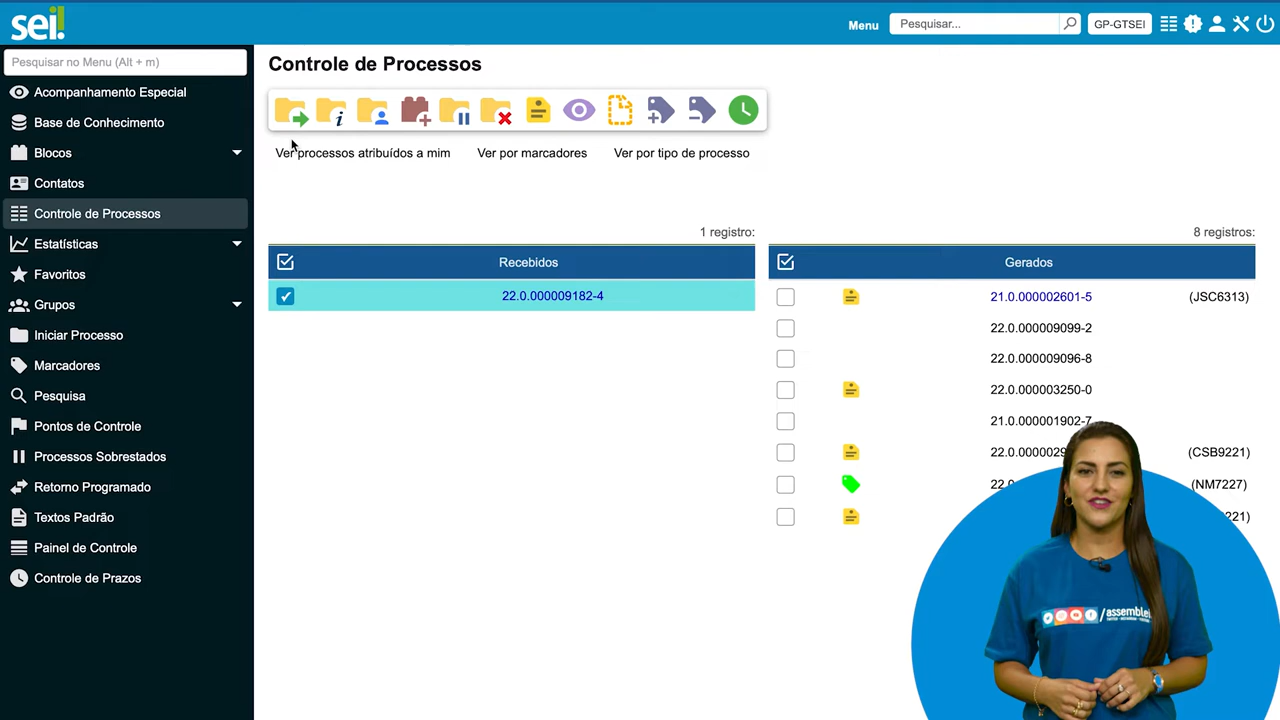 sei!
Menu
Pesquisar...
GP-GTSEI
Pesquisar no Menu (Alt + m)
Acompanhamento Especial
Base de Conhecimento
Blocos
Contatos
Controle de Processos
Estatísticas
Favoritos
Grupos
Iniciar Processo
Marcadores
Pesquisa
Pontos de Controle
Processos Sobrestados
Retorno Programado
Textos Padrão
Painel de Controle
Controle de Prazos
Controle de Processos
Ver processos atribuídos a mim
Ver por marcadores
Ver por tipo de processo
1 registro:
Recebidos
22.0.000009182-4
8 registros:
Gerados
21.0.000002601-5 (JSC6313)
22.0.000009099-2
22.0.000009096-8
22.0.000003250-0
21.0.000001902-7
(CSB9221)
(NM7227)